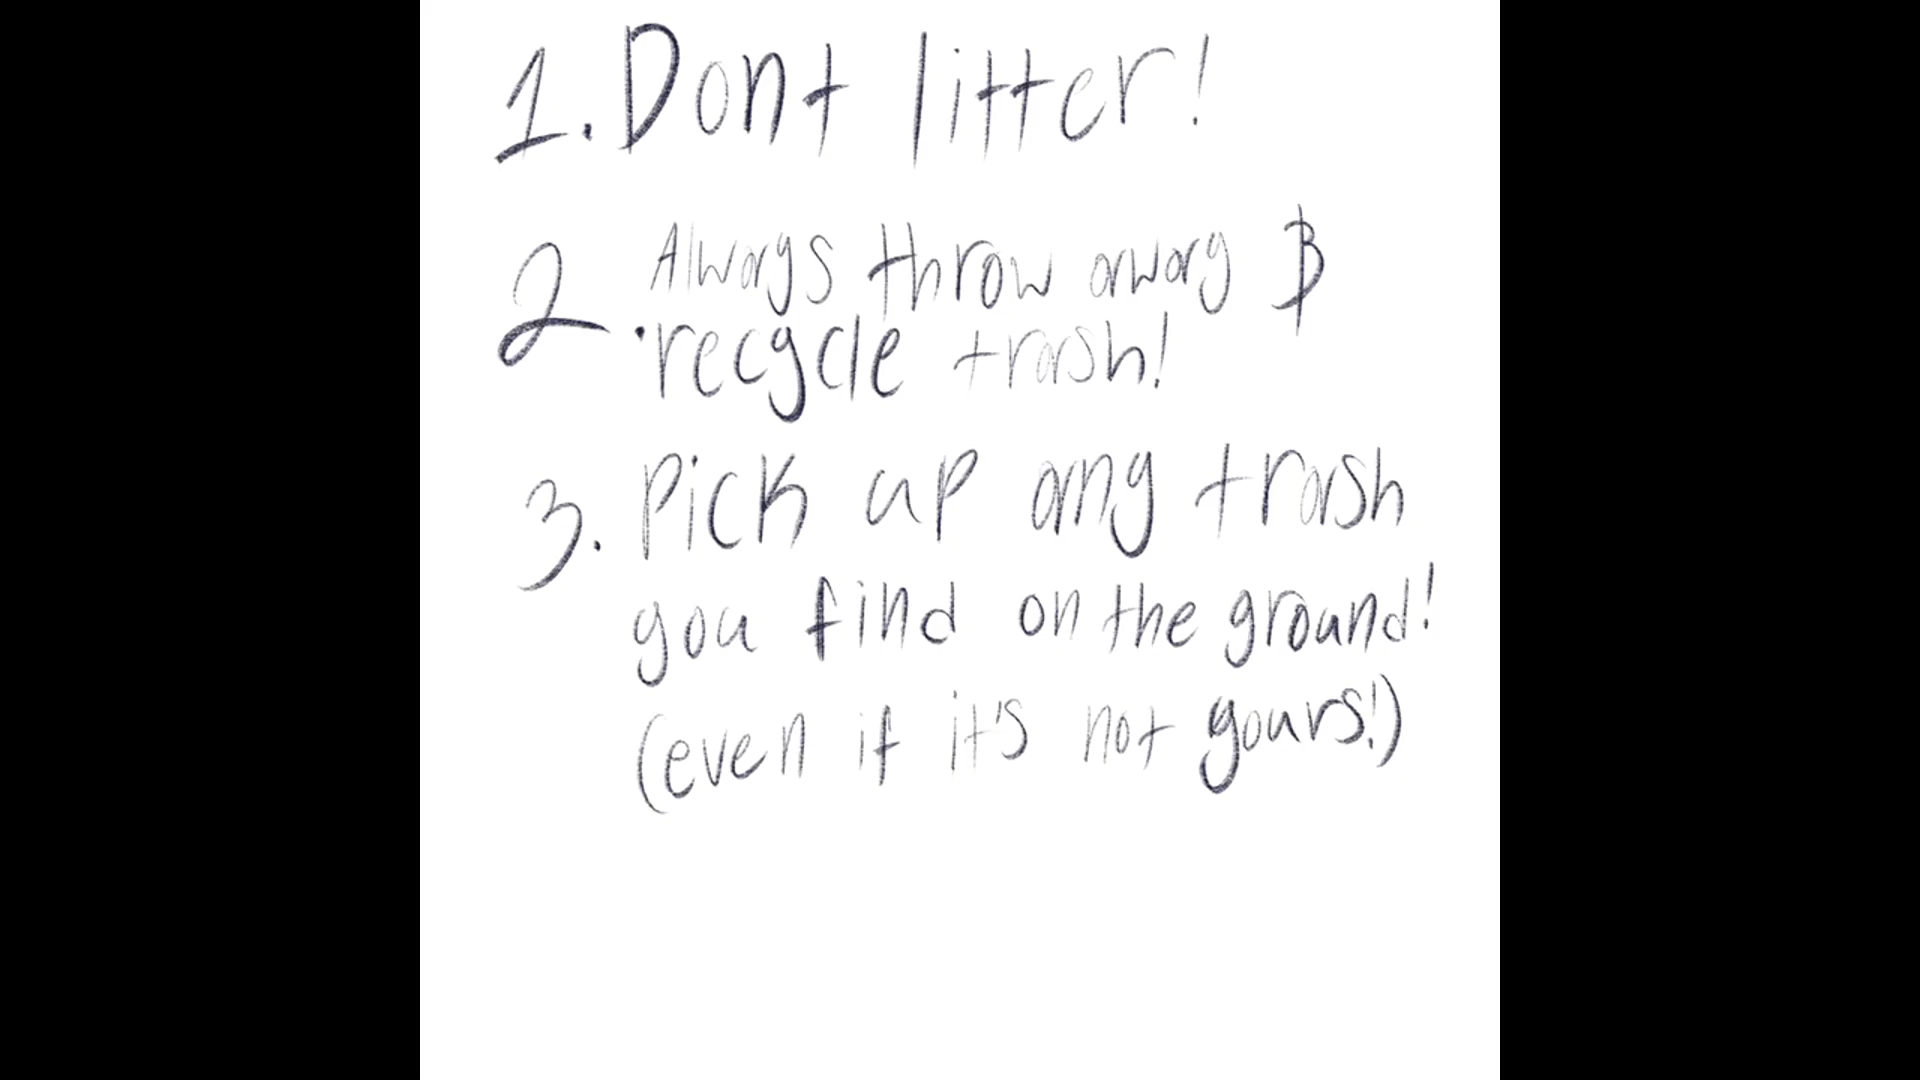 1. Dont litter!
2. Always throw away &
recycle trash!
3. Pick up any trash
you find on the ground!
(even if it's not yours!)